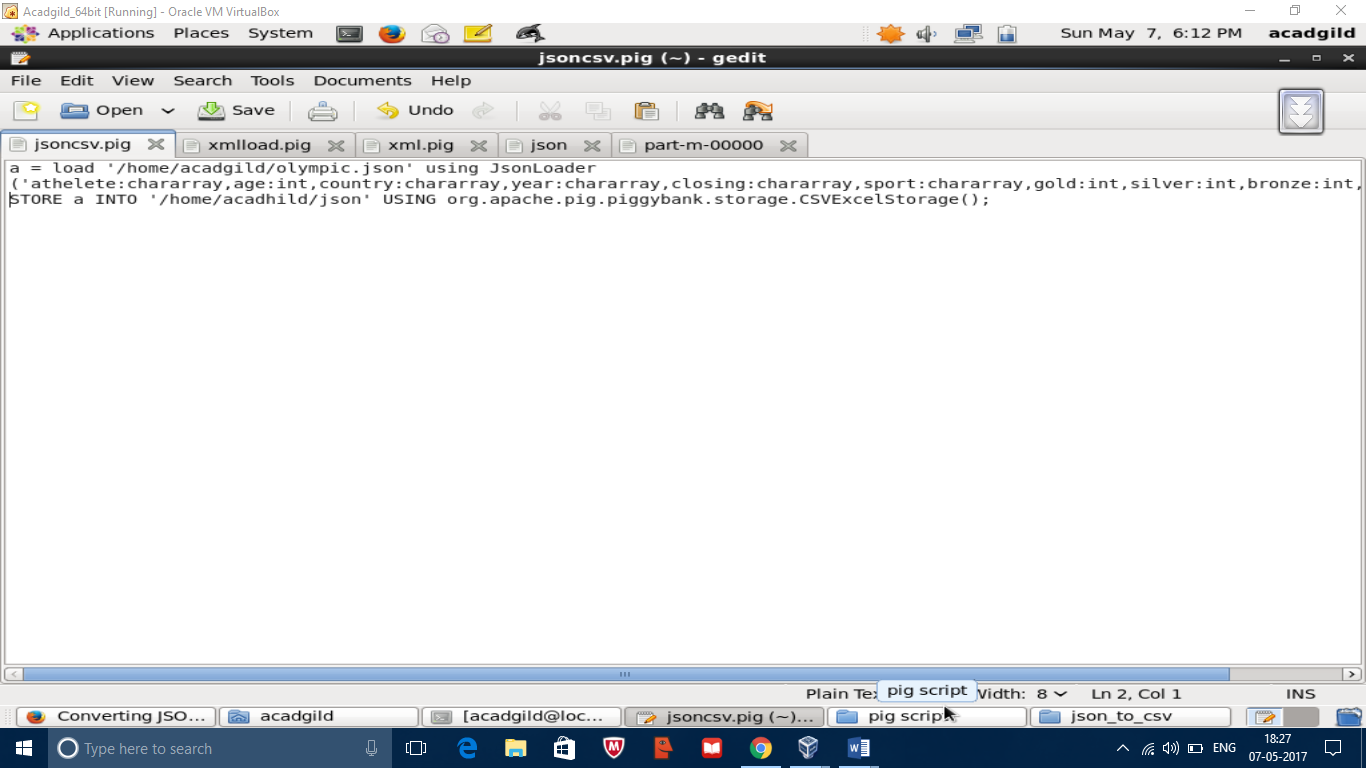 Acadgild_64bit [Running] - Oracle VM VirtualBox
Applications Places System Sun May 7, 6:12 PM acadgild
jsoncsv.pig (~) - gedit
File Edit View Search Tools Documents Help
Open Save Undo
jsoncsv.pig xmlload.pig xml.pig json part-m-00000
a = load '/home/acadgild/olympic.json' using JsonLoader
('athelete:chararray,age:int,country:chararray,year:chararray,closing:chararray,sport:chararray,gold:int,silver:int,bronze:int,
STORE a INTO '/home/acadhild/json' USING org.apache.pig.piggybank.storage.CSVExcelStorage();
Plain Te Width: 8 Ln 2, Col 1 INS
pig script
Converting JSO... acadgild [acadgild@loc... jsoncsv.pig (~)... pig script json_to_csv
Type here to search ENG 18:27
07-05-2017